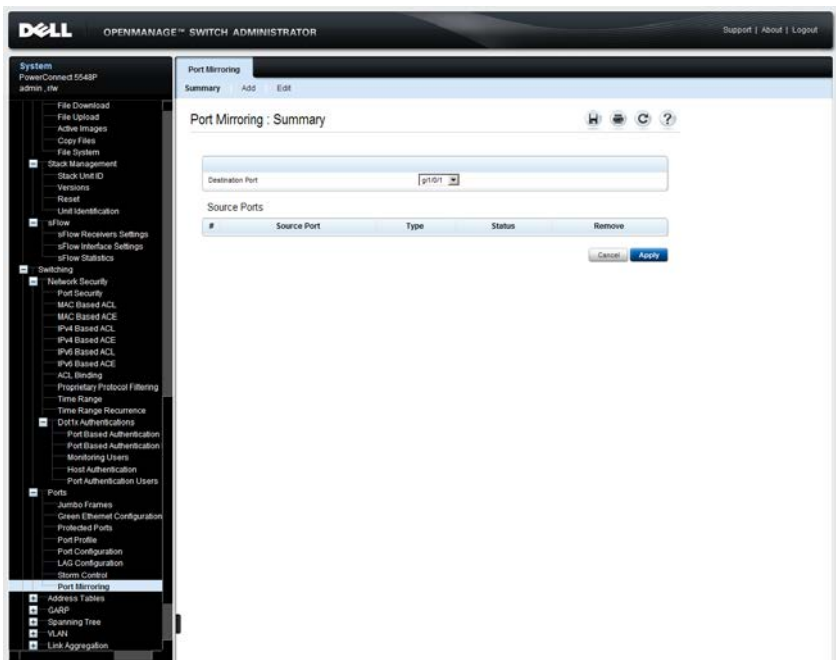 DELL
OPENMANAGE™ SWITCH ADMINISTRATOR
Support | About | Logout
System
PowerConnect 5548P
admin , r/w
File Download
File Upload
Active Images
Copy Files
File System
Stack Management
Stack Unit ID
Versions
Reset
Unit Identification
sFlow
sFlow Receivers Settings
sFlow Interface Settings
sFlow Statistics
Switching
Network Security
Port Security
MAC Based ACL
MAC Based ACE
IPv4 Based ACL
IPv4 Based ACE
IPv6 Based ACL
IPv6 Based ACE
ACL Binding
Proprietary Protocol Filtering
Time Range
Time Range Recurrence
Dot1x Authentications
Port Based Authentication
Port Based Authentication
Monitoring Users
Host Authentication
Port Authentication Users
Ports
Jumbo Frames
Green Ethernet Configuration
Protected Ports
Port Profile
Port Configuration
LAG Configuration
Storm Control
Port Mirroring
Address Tables
GARP
Spanning Tree
VLAN
Link Aggregation
Port Mirroring
Summary Add Edit
Port Mirroring : Summary
?
Destination Port gi1/0/1
Source Ports
# Source Port Type Status Remove
Cancel Apply